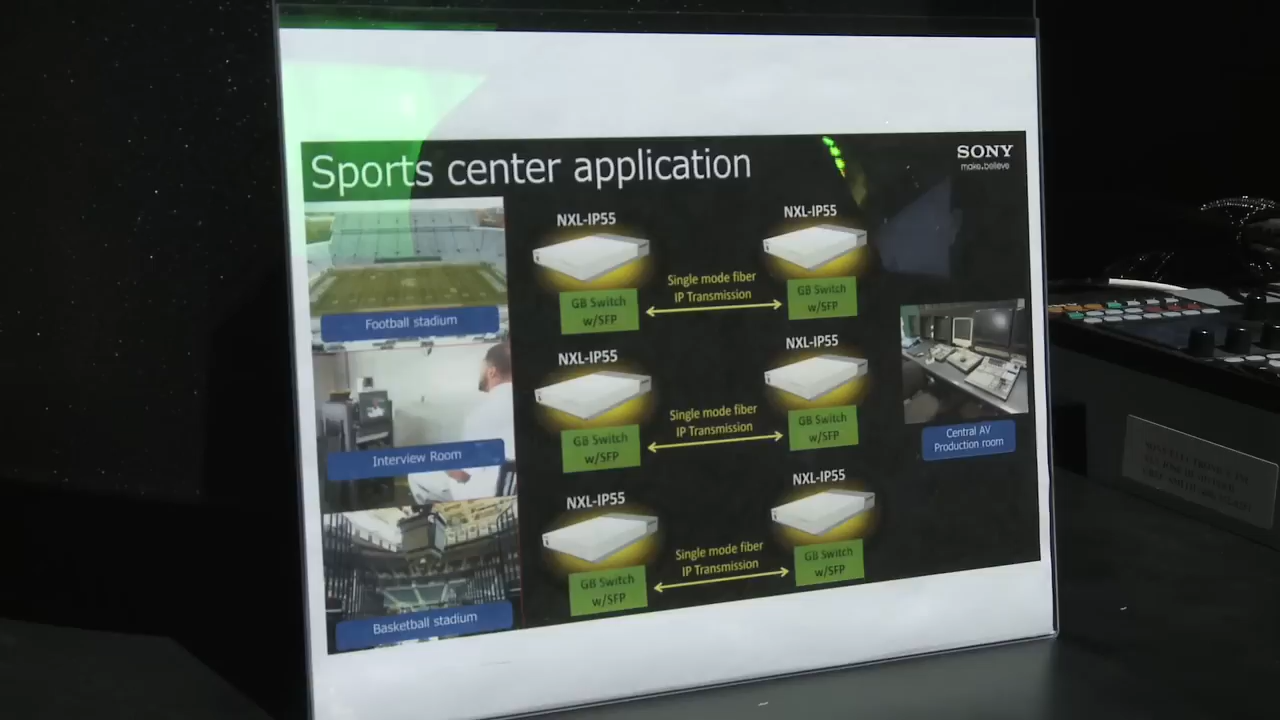 Sports center application
SONY
make.believe
NXL-IP55
NXL-IP55
Single mode fiber
IP Transmission
GB Switch
w/SFP
GB Switch
w/SFP
Football stadium
NXL-IP55
NXL-IP55
Single mode fiber
IP Transmission
GB Switch
w/SFP
GB Switch
w/SFP
Interview Room
Central AV
Production room
NXL-IP55
NXL-IP55
Single mode fiber
IP Transmission
GB Switch
w/SFP
GB Switch
w/SFP
Basketball stadium